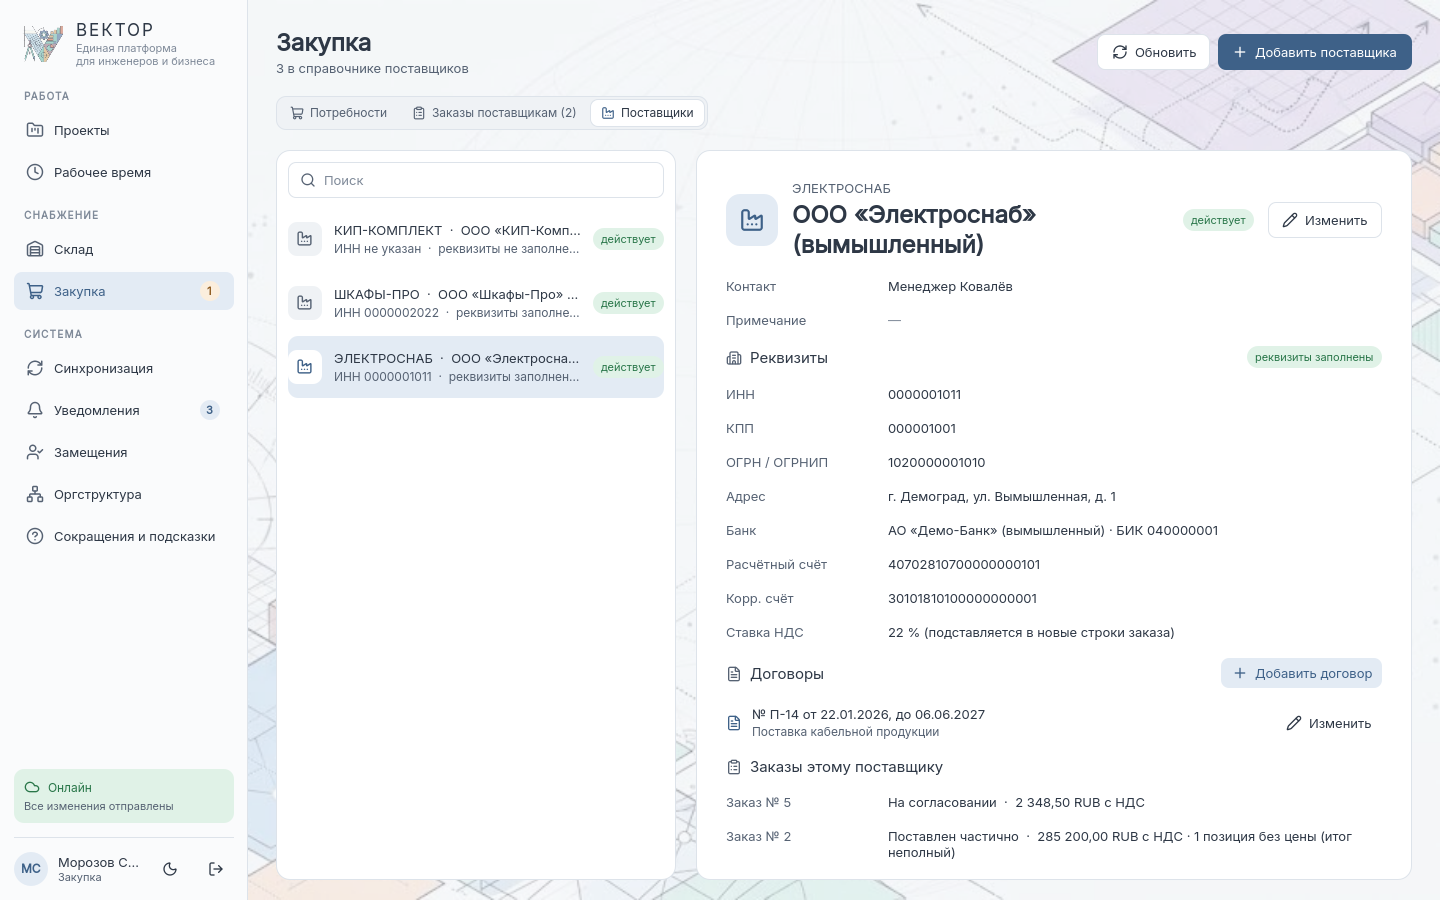 ВЕКТОР
Единая платформа
для инженеров и бизнеса
РАБОТА
Проекты
Рабочее время
СНАБЖЕНИЕ
Склад
Закупка 1
СИСТЕМА
Синхронизация
Уведомления 3
Замещения
Оргструктура
Сокращения и подсказки
Онлайн
Все изменения отправлены
МС
Морозов С...
Закупка
Закупка
3 в справочнике поставщиков
Обновить
Добавить поставщика
Потребности
Заказы поставщикам (2)
Поставщики
Поиск
КИП-КОМПЛЕКТ · ООО «КИП-Комп...
ИНН не указан · реквизиты не заполне...
действует
ШКАФЫ-ПРО · ООО «Шкафы-Про» ...
ИНН 0000002022 · реквизиты заполне...
действует
ЭЛЕКТРОСНАБ · ООО «Электросна...
ИНН 0000001011 · реквизиты заполнен...
действует
ЭЛЕКТРОСНАБ
ООО «Электроснаб»
(вымышленный)
действует
Изменить
Контакт Менеджер Ковалёв
Примечание —
Реквизиты реквизиты заполнены
ИНН 0000001011
КПП 000001001
ОГРН / ОГРНИП 1020000001010
Адрес г. Демоград, ул. Вымышленная, д. 1
Банк АО «Демо-Банк» (вымышленный) · БИК 040000001
Расчётный счёт 40702810700000000101
Корр. счёт 30101810100000000001
Ставка НДС 22 % (подставляется в новые строки заказа)
Договоры Добавить договор
№ П-14 от 22.01.2026, до 06.06.2027
Поставка кабельной продукции
Изменить
Заказы этому поставщику
Заказ № 5 На согласовании · 2 348,50 RUB с НДС
Заказ № 2 Поставлен частично · 285 200,00 RUB с НДС · 1 позиция без цены (итог
неполный)